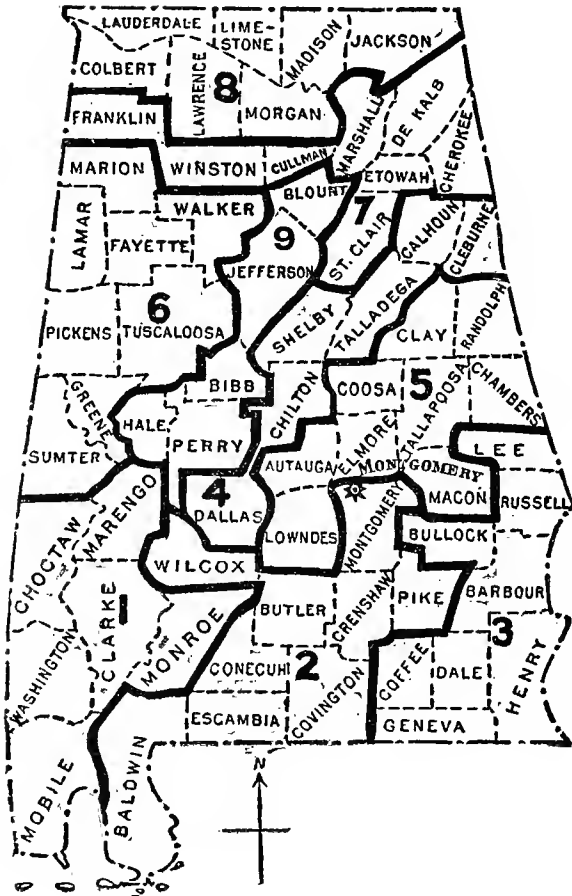 LAUDERDALE
LIME-
STONE
MADISON
JACKSON
COLBERT
LAWRENCE
8
MORGAN
FRANKLIN
MARSHALL
DE KALB
CHEROKEE
MARION
WINSTON
CULLMAN
BLOUNT
ETOWAH
WALKER
7
LAMAR
FAYETTE
9
JEFFERSON
ST. CLAIR
CALHOUN
CLEBURNE
6
PICKENS
TUSCALOOSA
SHELBY
TALLADEGA
CLAY
RANDOLPH
BIBB
CHILTON
COOSA
5
TALLAPOOSA
CHAMBERS
GREENE
HALE
PERRY
SUMTER
AUTAUGA
ELMORE
MONTGOMERY
LEE
MACON
RUSSELL
4
DALLAS
LOWNDES
MONTGOMERY
BULLOCK
CHOCTAW
MARENGO
WILCOX
1
CLARKE
MONROE
BUTLER
CRENSHAW
PIKE
BARBOUR
WASHINGTON
CONECUH
2
COVINGTON
COFFEE
DALE
3
HENRY
ESCAMBIA
GENEVA
MOBILE
BALDWIN
N